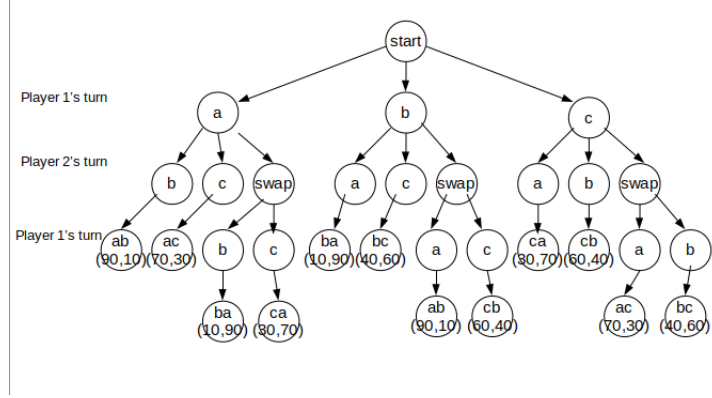 start
Player 1's turn
a
b
c
Player 2's turn
b
c
swap
a
c
swap
a
b
swap
Player 1's turn
ab
(90,10)
ac
(70,30)
b
c
ba
(10,90)
bc
(40,60)
a
c
ca
(30,70)
cb
(60,40)
a
b
ba
(10,90)
ca
(30,70)
ab
(90,10)
cb
(60,40)
ac
(70,30)
bc
(40,60)